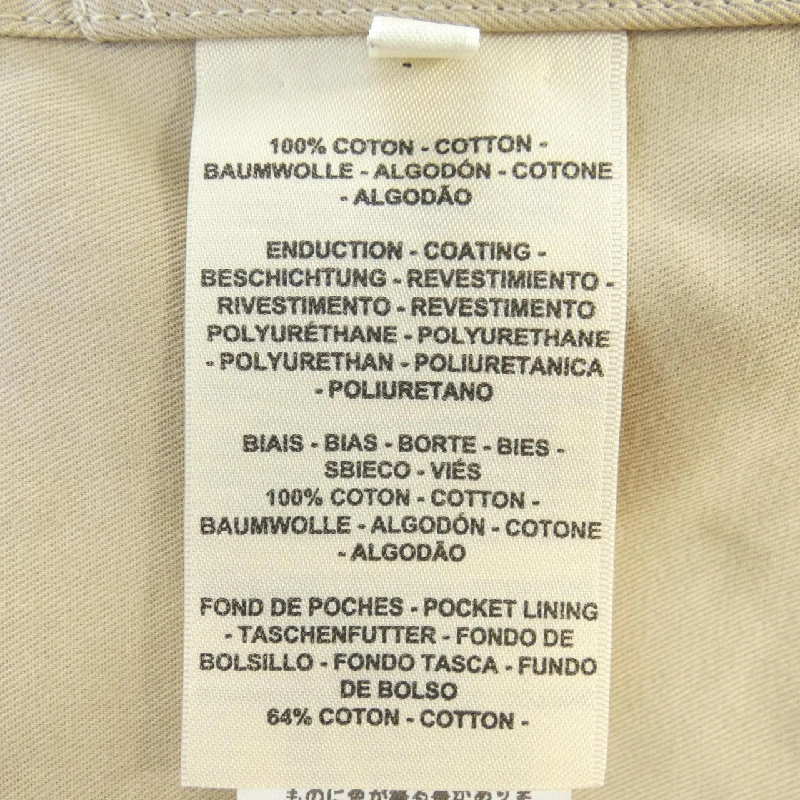 100% COTON - COTTON -
BAUMWOLLE - ALGODÓN - COTONE
- ALGODÃO
ENDUCTION - COATING -
BESCHICHTUNG - REVESTIMIENTO -
RIVESTIMENTO - REVESTIMENTO
POLYURÉTHANE - POLYURETHANE
- POLYURETHAN - POLIURETANICA
- POLIURETANO
BIAIS - BIAS - BORTE - BIES -
SBIECO - VIÉS
100% COTON - COTTON -
BAUMWOLLE - ALGODÓN - COTONE
- ALGODÃO
FOND DE POCHES - POCKET LINING
- TASCHENFUTTER - FONDO DE
BOLSILLO - FONDO TASCA - FUNDO
DE BOLSO
64% COTON - COTTON -